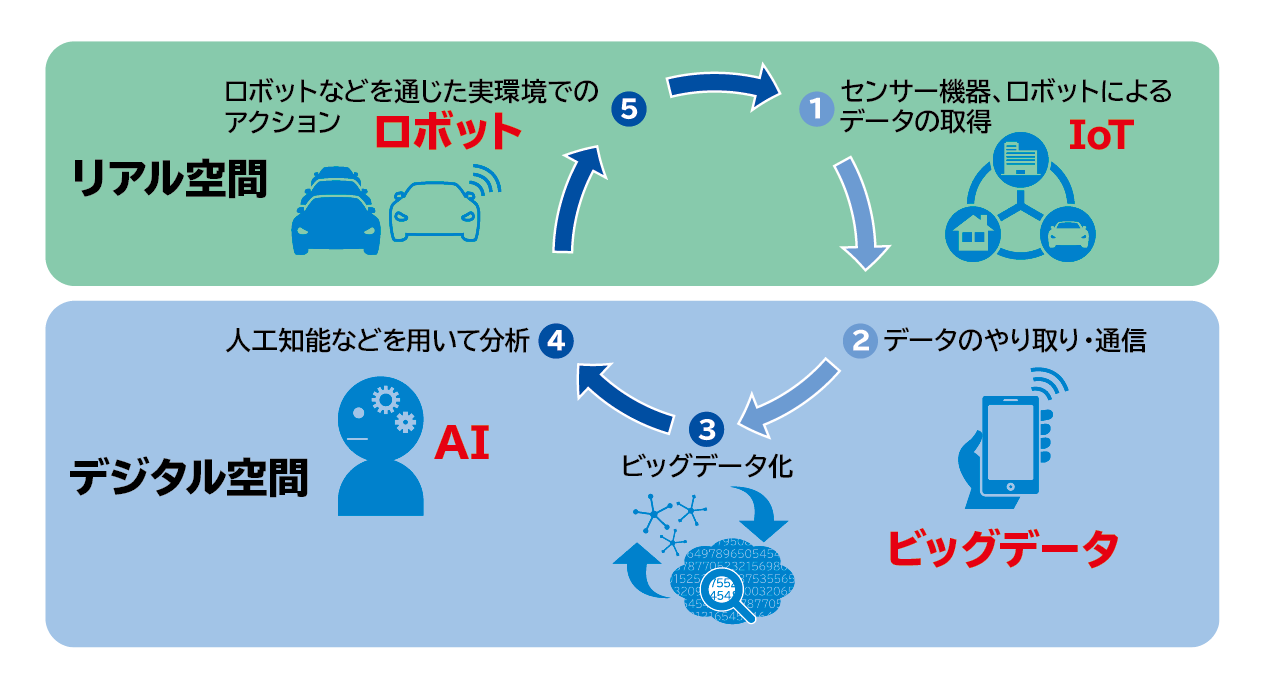 リアル空間
ロボットなどを通じた実環境での
アクション
ロボット
5
1
センサー機器、ロボットによる
データの取得
IoT
デジタル空間
人工知能などを用いて分析
4
AI
2
データのやり取り・通信
3
ビッグデータ化
ビッグデータ